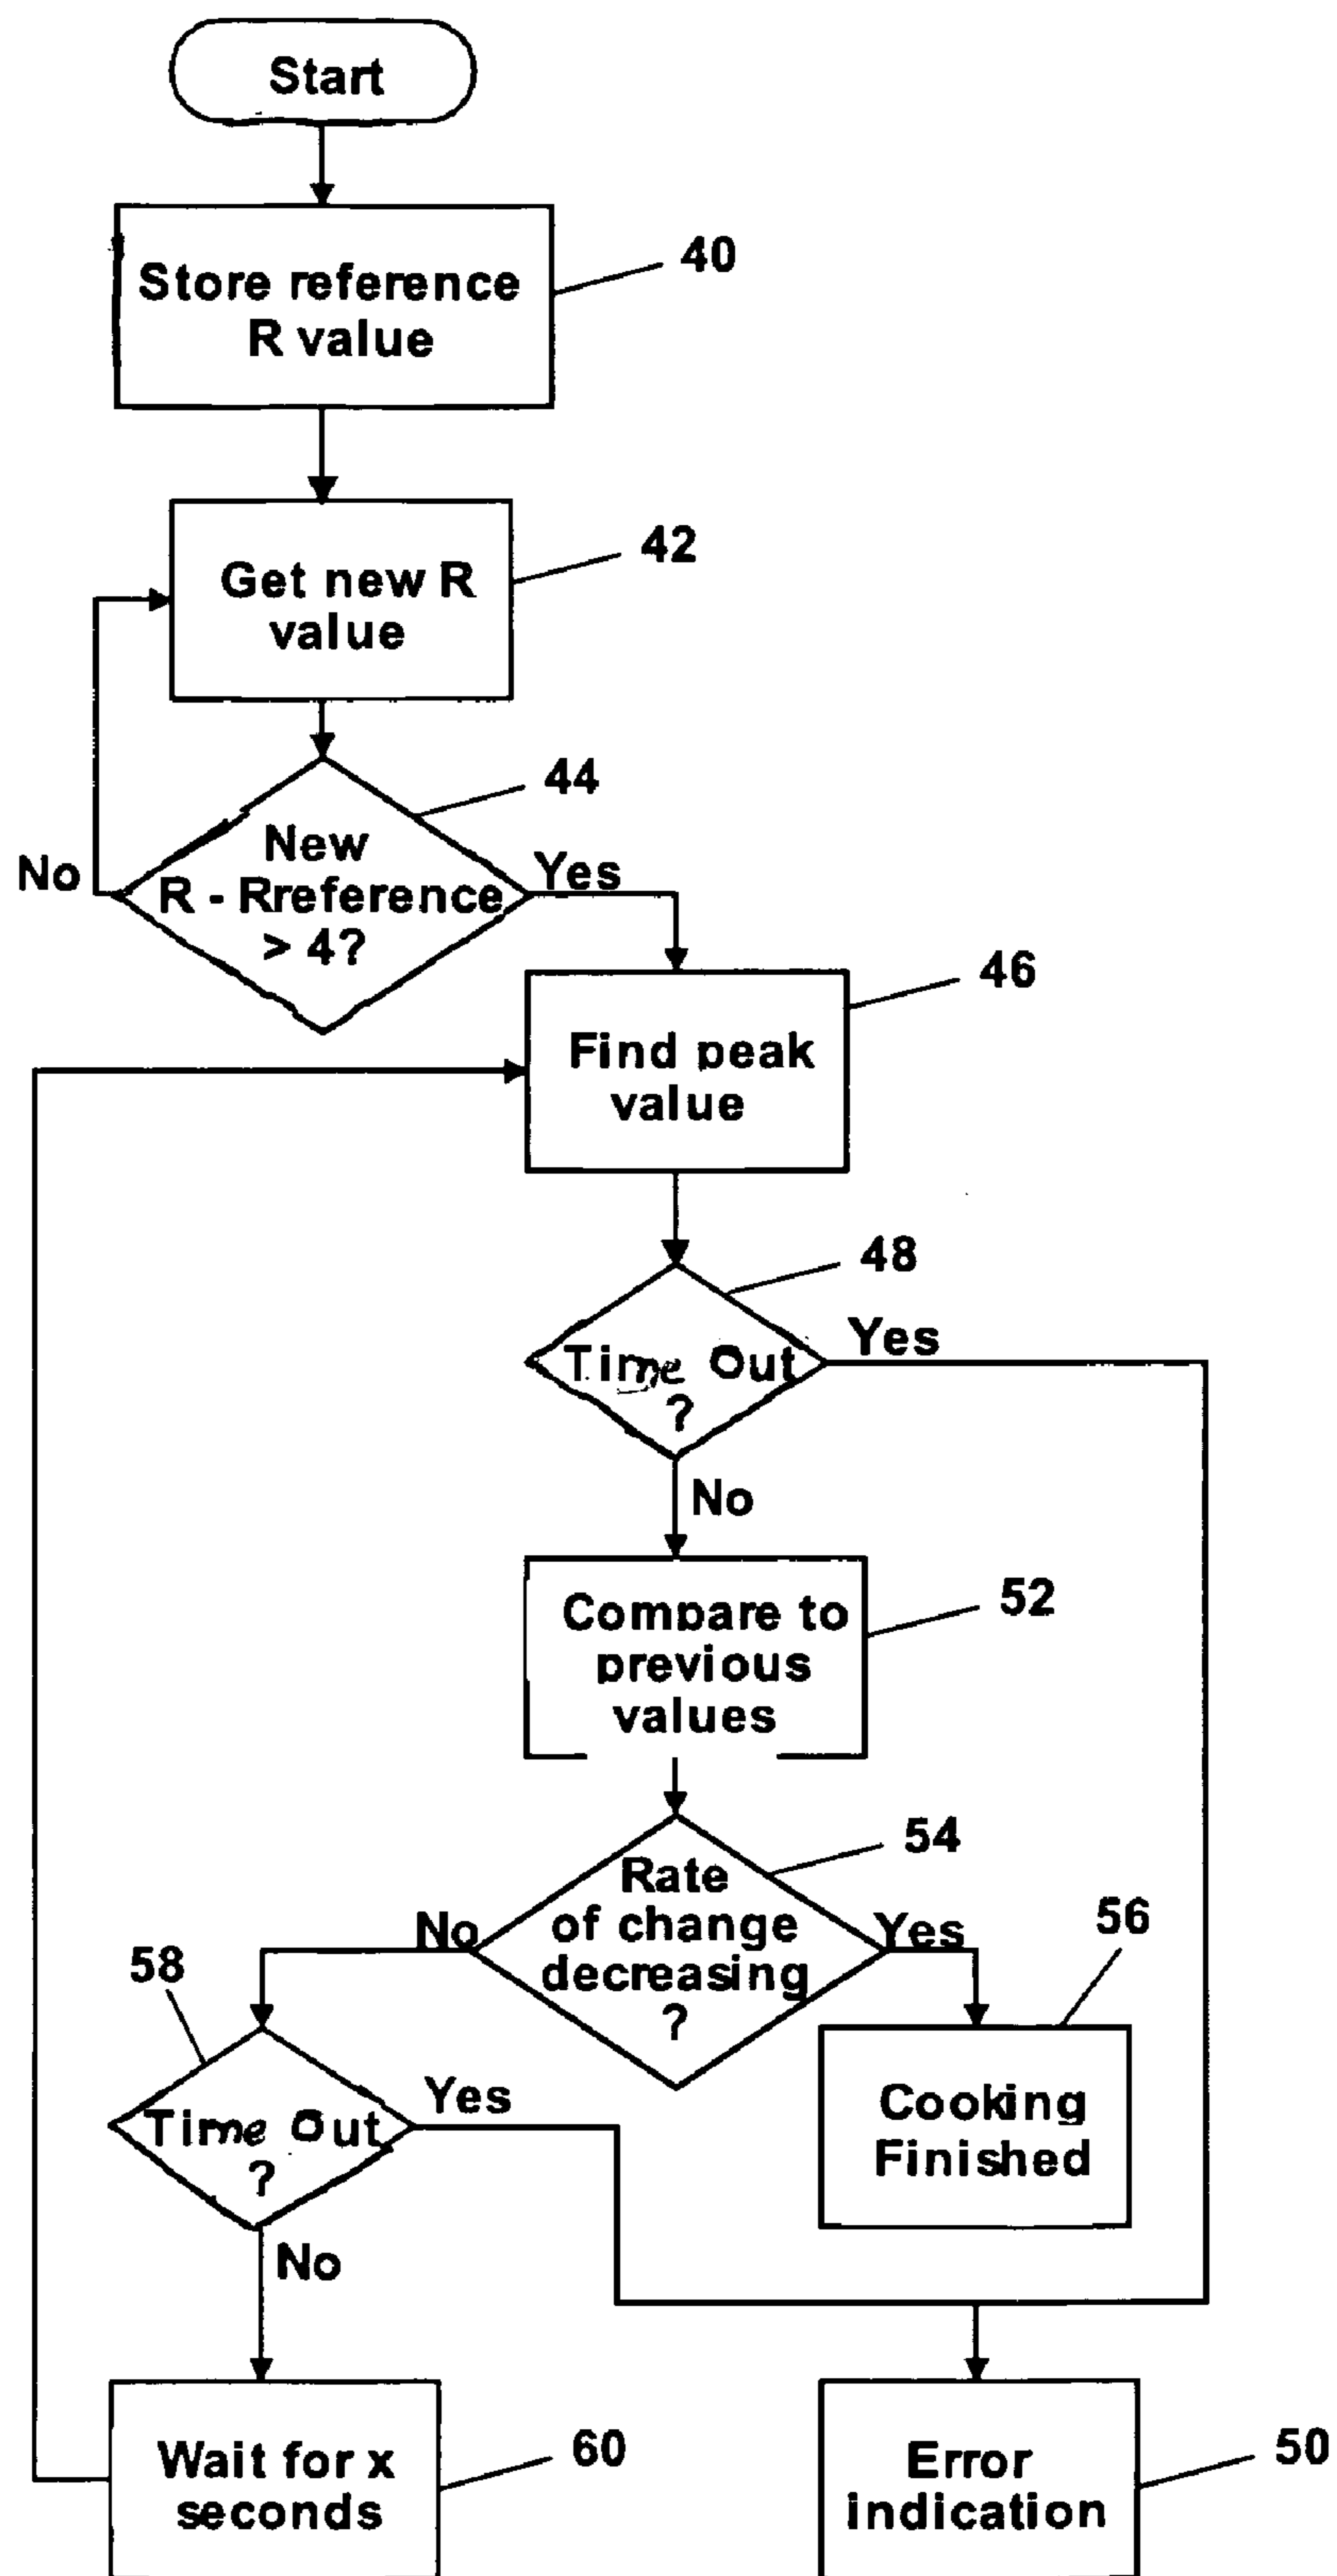 Start
Store reference
R value
40
Get new R
value
42
44
New
R - Rreference
> 4?
No
Yes
46
Find peak
value
48
Time Out
?
Yes
No
Compare to
previous
values
52
54
Rate
of change
decreasing
?
No
Yes
56
58
Cooking
Finished
Time Out
?
Yes
No
Wait for x
seconds
60
Error
indication
50